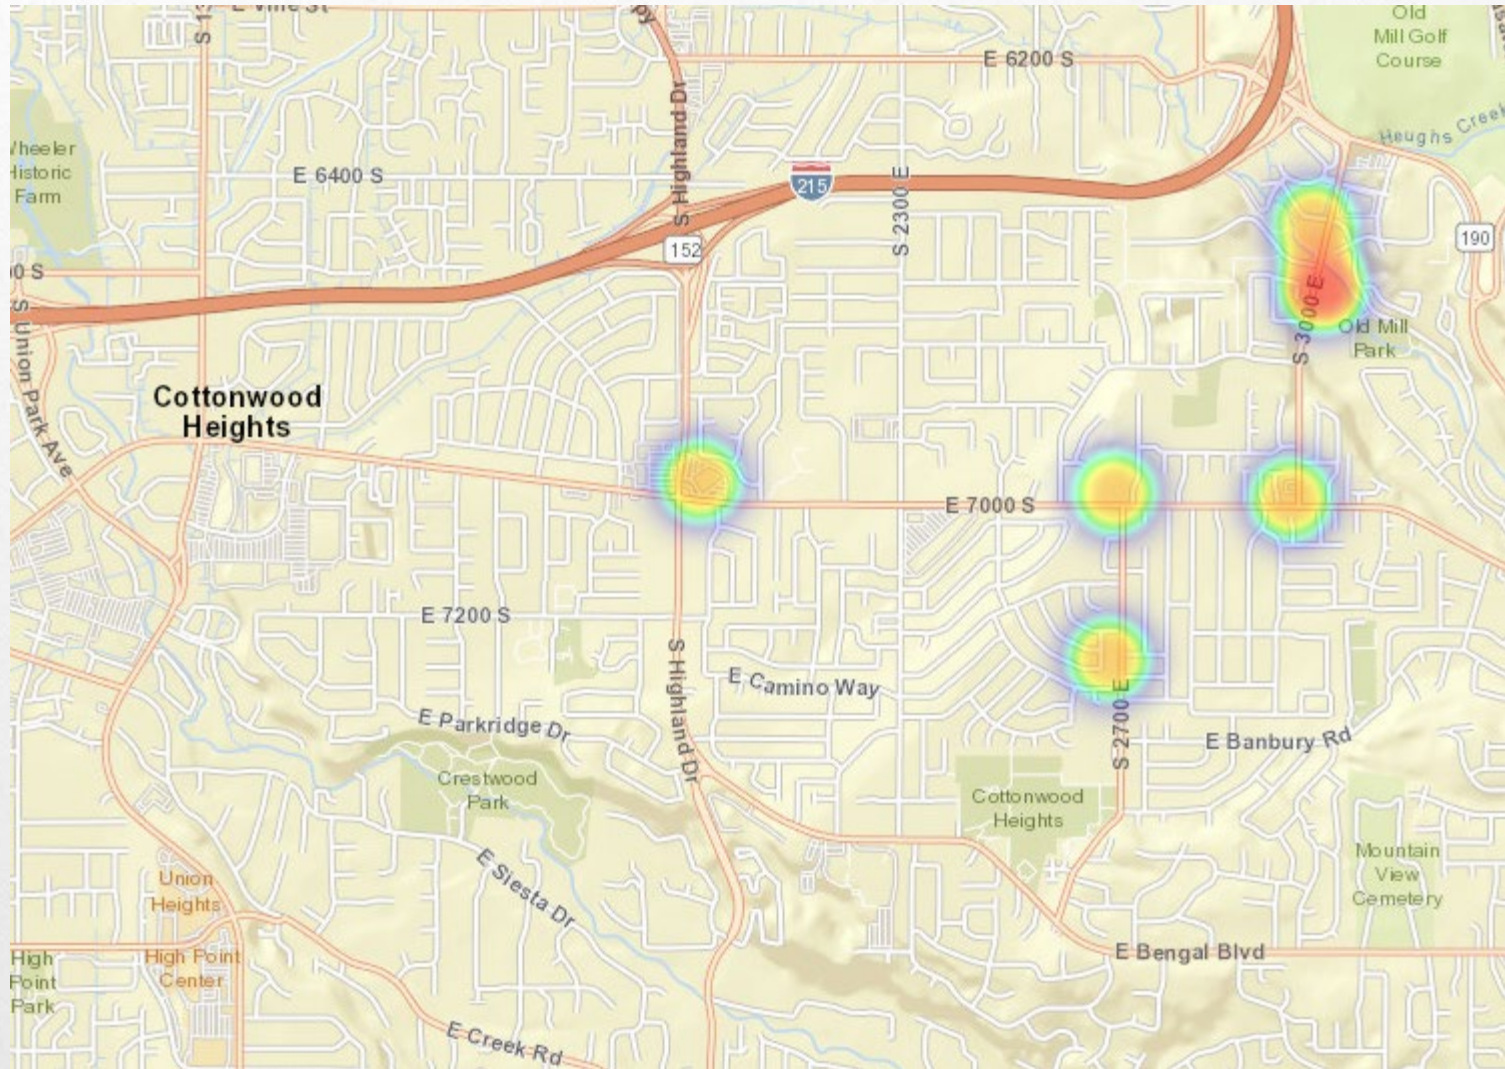 E Vine St
Old
Mill Golf
Course
E 6200 S
S Highland Dr
Heughs Creek
Wheeler
Historic
Farm
E 6400 S
215
S 2300 E
152
190
S Union Park Ave
S 3000 E
Old Mill
Park
Cottonwood
Heights
E 7000 S
E 7200 S
S Highland Dr
E Camino Way
S 2700 E
E Parkridge Dr
E Banbury Rd
Crestwood
Park
Cottonwood
Heights
E Siesta Dr
Mountain
View
Cemetery
Union
Heights
High Point
Center
High
Point
Park
E Bengal Blvd
E Creek Rd